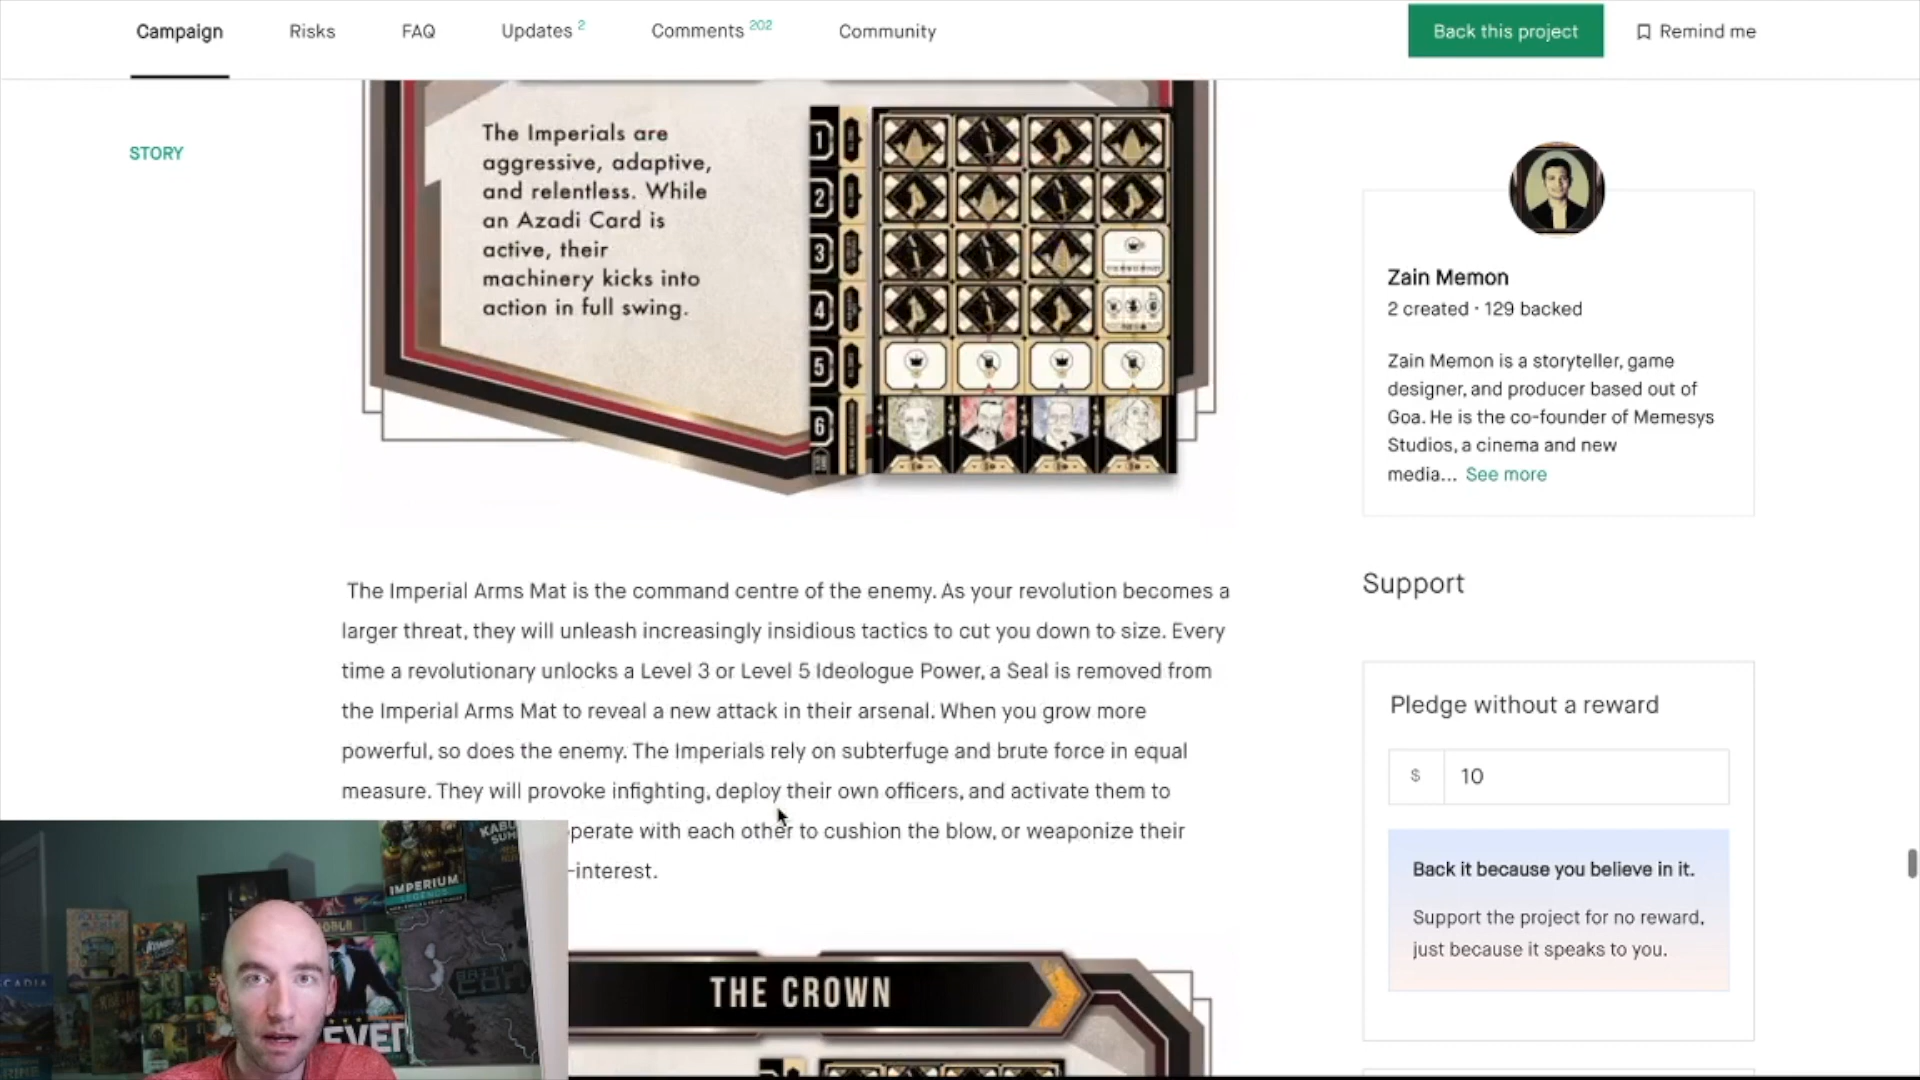 Campaign
Risks
FAQ
Updates 2
Comments 202
Community
Back this project
Remind me
STORY
The Imperials are
aggressive, adaptive,
and relentless. While
an Azadi Card is
active, their
machinery kicks into
action in full swing.
1
2
3
4
5
6
Zain Memon
2 created · 129 backed
Zain Memon is a storyteller, game
designer, and producer based out of
Goa. He is the co-founder of Memesys
Studios, a cinema and new
media... See more
The Imperial Arms Mat is the command centre of the enemy. As your revolution becomes a
larger threat, they will unleash increasingly insidious tactics to cut you down to size. Every
time a revolutionary unlocks a Level 3 or Level 5 Ideologue Power, a Seal is removed from
the Imperial Arms Mat to reveal a new attack in their arsenal. When you grow more
powerful, so does the enemy. The Imperials rely on subterfuge and brute force in equal
measure. They will provoke infighting, deploy their own officers, and activate them to
perate with each other to cushion the blow, or weaponize their
-interest.
Support
Pledge without a reward
$ 10
Back it because you believe in it.
Support the project for no reward,
just because it speaks to you.
THE CROWN
IMPERIUM
LEGENDS